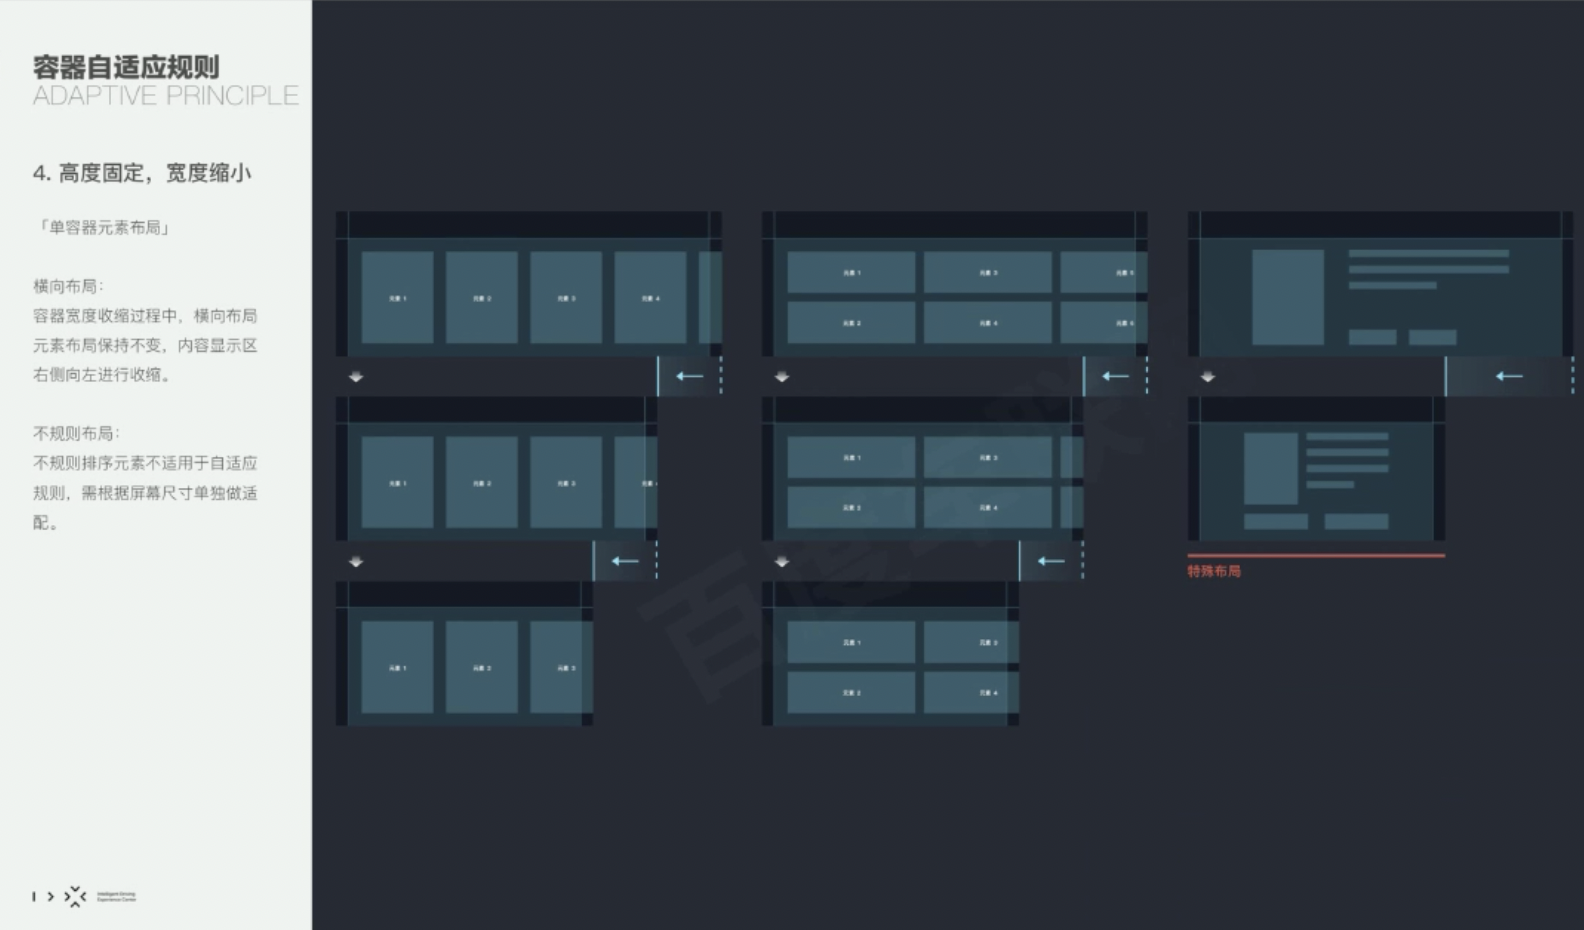 容器自适应规则
ADAPTIVE PRINCIPLE
4. 高度固定，宽度缩小
「单容器元素布局」
横向布局：
容器宽度收缩过程中，横向布局
元素布局保持不变，内容显示区
右侧向左进行收缩。
不规则布局：
不规则排序元素不适用于自适应
规则，需根据屏幕尺寸单独做适
配。
Intelligent Driving
Experience Center
元素 1 元素 2 元素 3 元素 4
元素 1 元素 3 元素 5
元素 2 元素 4 元素 6
元素 1 元素 2 元素 3 元素
元素 1 元素 3
元素 2 元素 4
特殊布局
元素 1 元素 2 元素 3
元素 1 元素 3
元素 2 元素 4